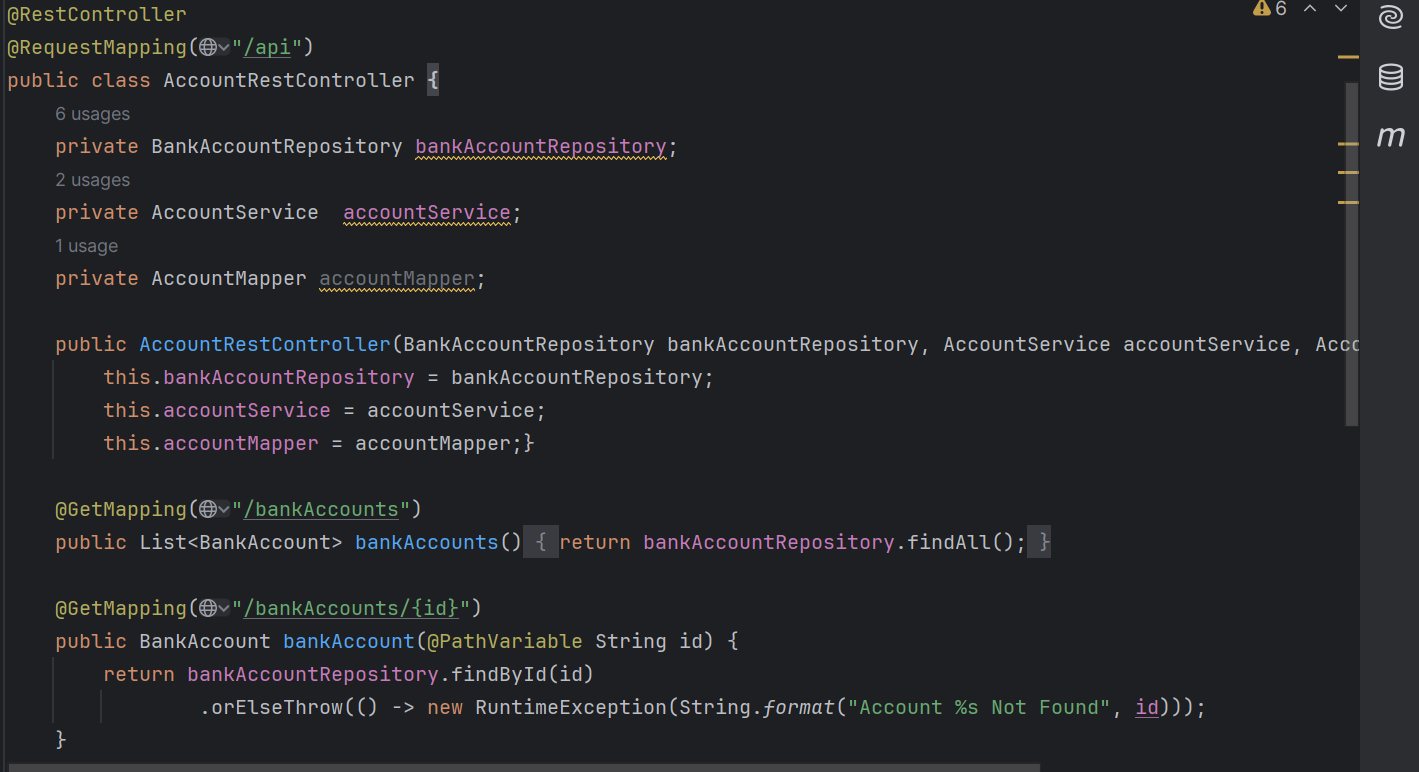 @RestController
6
@RequestMapping("/api")
public class AccountRestController {
6 usages
private BankAccountRepository bankAccountRepository;
2 usages
private AccountService  accountService;
1 usage
private AccountMapper accountMapper;
public AccountRestController(BankAccountRepository bankAccountRepository, AccountService accountService, Acco
this.bankAccountRepository = bankAccountRepository;
this.accountService = accountService;
this.accountMapper = accountMapper;}
@GetMapping("/bankAccounts")
public List<BankAccount> bankAccounts() { return bankAccountRepository.findAll(); }
@GetMapping("/bankAccounts/{id}")
public BankAccount bankAccount(@PathVariable String id) {
return bankAccountRepository.findById(id)
.orElseThrow(() -> new RuntimeException(String.format("Account %s Not Found", id)));
}
m